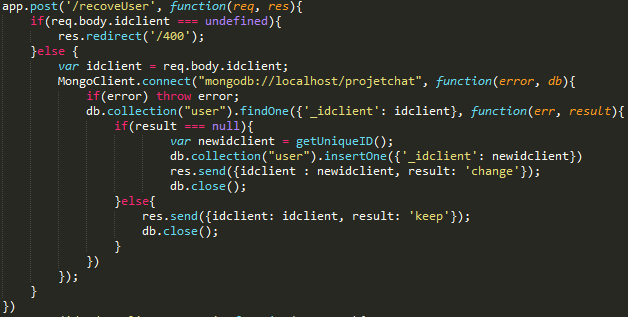 app.post('/recoveUser', function(req, res){
    if(req.body.idclient === undefined){
        res.redirect('/400');
    }else {
        var idclient = req.body.idclient;
        MongoClient.connect("mongodb://localhost/projetchat", function(error, db){
            if(error) throw error;
            db.collection("user").findOne({'_idclient': idclient}, function(err, result){
                if(result === null){
                        var newidclient = getUniqueID();
                        db.collection("user").insertOne({'_idclient': newidclient})
                        res.send({idclient : newidclient, result: 'change'});
                        db.close();
                }else{
                    res.send({idclient: idclient, result: 'keep'});
                    db.close();
                }
            })
        });
    }
})